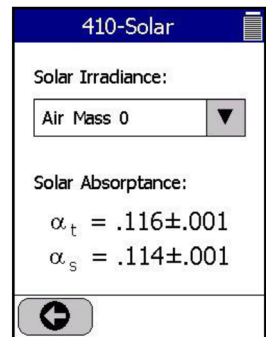 410-Solar
Solar Irradiance:
Air Mass 0
Solar Absorptance:
αt = .116±.001
αs = .114±.001